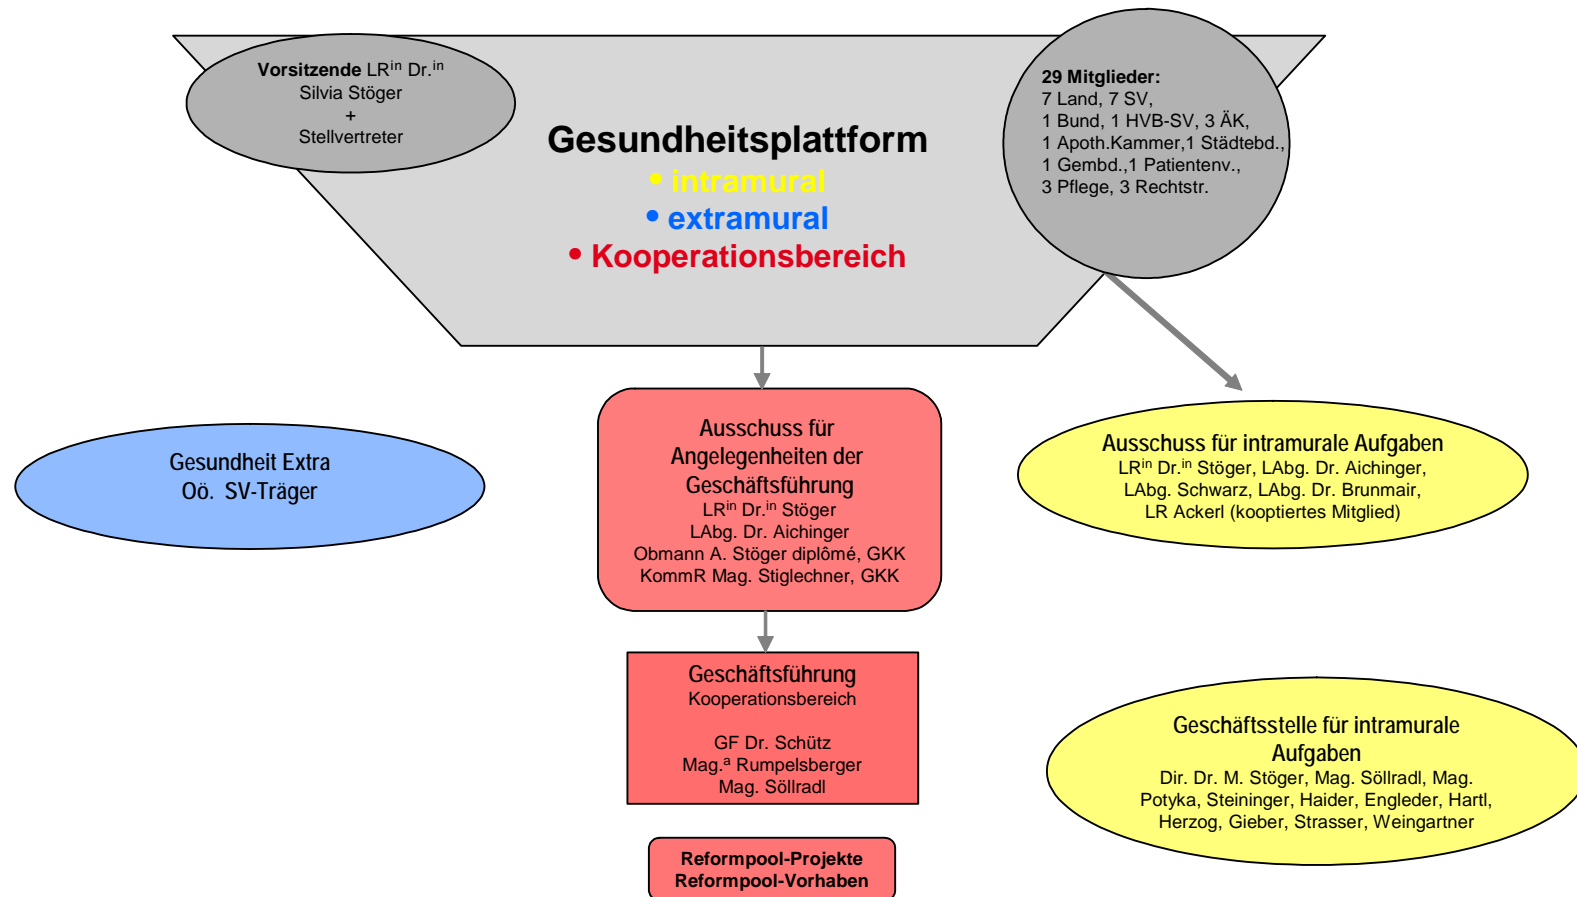 Vorsitzende LRⁱⁿ Dr.ⁱⁿ
Silvia Stöger
+
Stellvertreter
29 Mitglieder:
7 Land, 7 SV,
1 Bund, 1 HVB-SV, 3 ÄK,
1 Apoth.Kammer,1 Städtebd.,
1 Gembd.,1 Patientenv.,
3 Pflege, 3 Rechtstr.
Gesundheitsplattform
• intramural
• extramural
• Kooperationsbereich
Gesundheit Extra
Oö. SV-Träger
Ausschuss für
Angelegenheiten der
Geschäftsführung
LRⁱⁿ Dr.ⁱⁿ Stöger
LAbg. Dr. Aichinger
Obmann A. Stöger diplômé, GKK
KommR Mag. Stiglechner, GKK
Ausschuss für intramurale Aufgaben
LRⁱⁿ Dr.ⁱⁿ Stöger, LAbg. Dr. Aichinger,
LAbg. Schwarz, LAbg. Dr. Brunmair,
LR Ackerl (kooptiertes Mitglied)
Geschäftsführung
Kooperationsbereich
GF Dr. Schütz
Mag.ᵃ Rumpelsberger
Mag. Söllradl
Geschäftsstelle für intramurale
Aufgaben
Dir. Dr. M. Stöger, Mag. Söllradl, Mag.
Potyka, Steininger, Haider, Engleder, Hartl,
Herzog, Gieber, Strasser, Weingartner
Reformpool-Projekte
Reformpool-Vorhaben